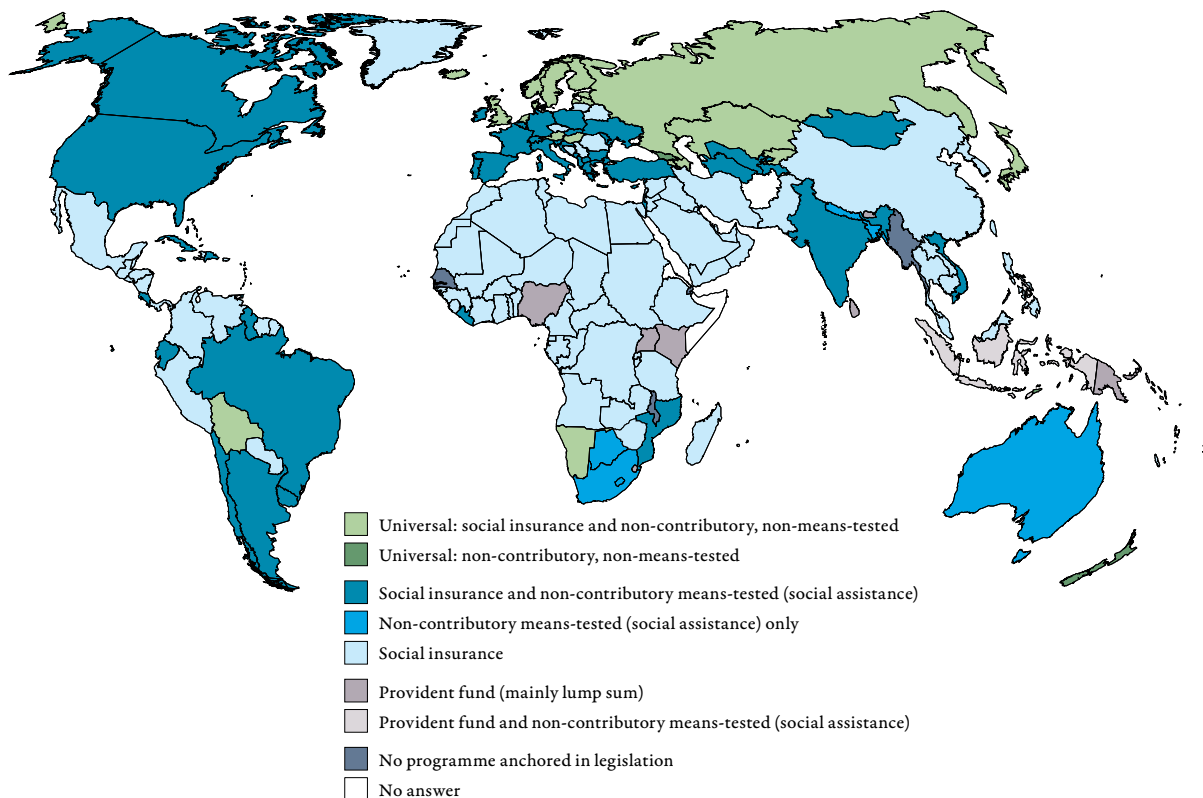 Universal: social insurance and non-contributory, non-means-tested
Universal: non-contributory, non-means-tested
Social insurance and non-contributory means-tested (social assistance)
Non-contributory means-tested (social assistance) only
Social insurance
Provident fund (mainly lump sum)
Provident fund and non-contributory means-tested (social assistance)
No programme anchored in legislation
No answer